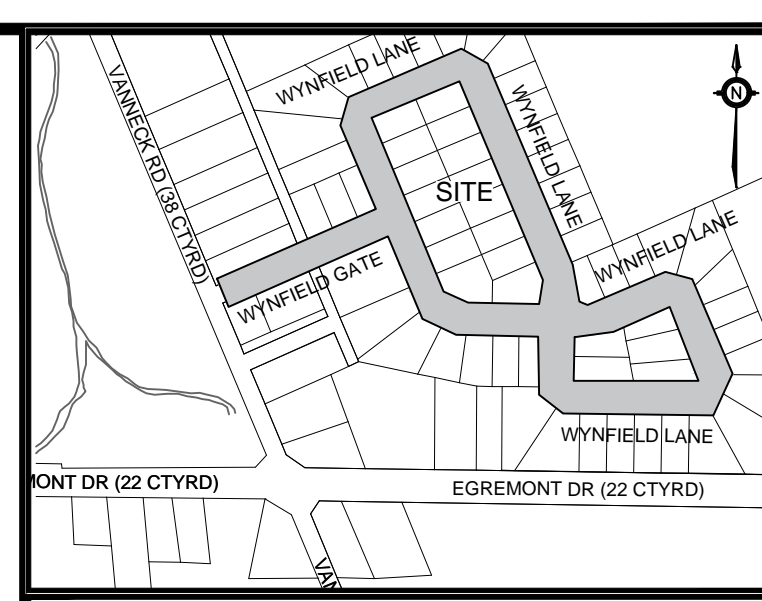 WYNFIELD LANE
VANNECK RD (38 CTYRD)
WYNFIELD LANE
N
SITE
WYNFIELD LANE
WYNFIELD GATE
WYNFIELD LANE
MONT DR (22 CTYRD)
EGREMONT DR (22 CTYRD)
VAN